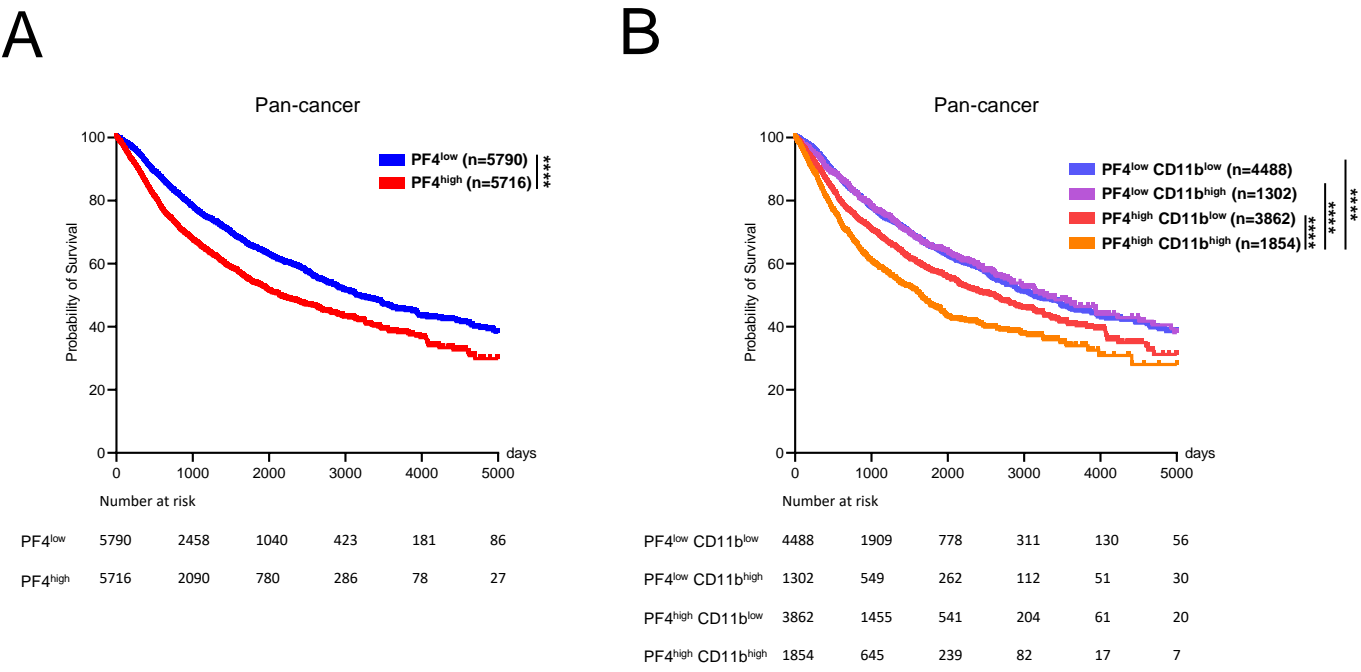 A
Pan-cancer
Probability of Survival
100
80
60
40
20
0
PF4low (n=5790)
PF4high (n=5716)
****
0 1000 2000 3000 4000 5000
days
Number at risk
PF4low 5790 2458 1040 423 181 86
PF4high 5716 2090 780 286 78 27
B
Pan-cancer
Probability of Survival
100
80
60
40
20
0
PF4low CD11blow (n=4488)
PF4low CD11bhigh (n=1302)
PF4high CD11blow (n=3862)
PF4high CD11bhigh (n=1854)
****
****
****
0 1000 2000 3000 4000 5000
days
Number at risk
PF4low CD11blow 4488 1909 778 311 130 56
PF4low CD11bhigh 1302 549 262 112 51 30
PF4high CD11blow 3862 1455 541 204 61 20
PF4high CD11bhigh 1854 645 239 82 17 7